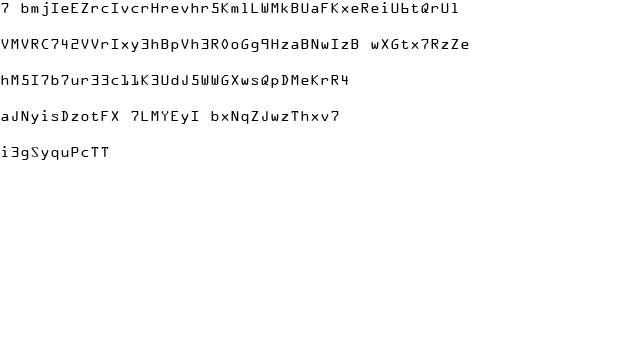 7 bmjIeEZrcIvcrHrevhr5KmlLWMkBUaFKxeReiU6tQrUl
VMVRC742VVrIxy3hBpVh3R0oGg9HzaBNwIzB wXGtx7RzZe
hM5I7b7ur33c11K3UdJ5WWGXwsQpDMeKrR4
aJNyisDzotFX 7LMYEyI bxNqZJwzThxv7
i3gSyquPcTT